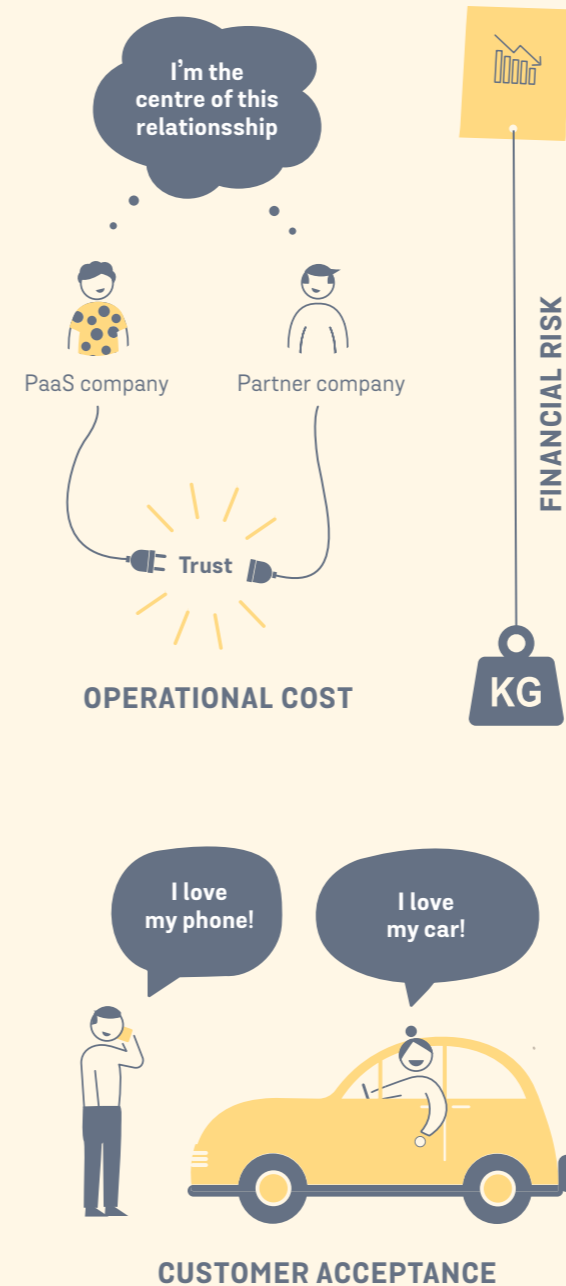 I'm the
centre of this
relationsship
PaaS company
Partner company
Trust
OPERATIONAL COST
FINANCIAL RISK
KG
I love
my phone!
I love
my car!
CUSTOMER ACCEPTANCE